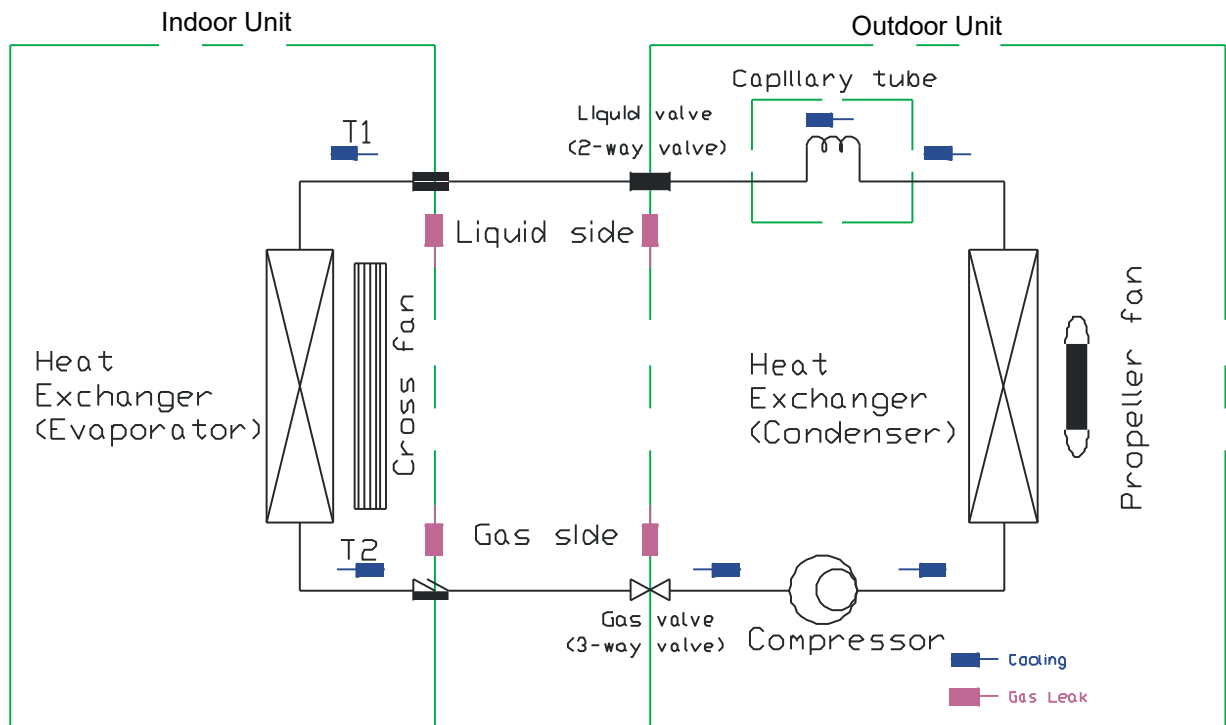 Indoor Unit
Outdoor Unit
Capillary tube
Liquid valve
(2-way valve)
T1
Liquid side
Heat
Exchanger
(Evaporator)
Cross fan
Heat
Exchanger
(Condenser)
Propeller fan
Gas side
T2
Gas valve
(3-way valve)
Compressor
Cooling
Gas Leak